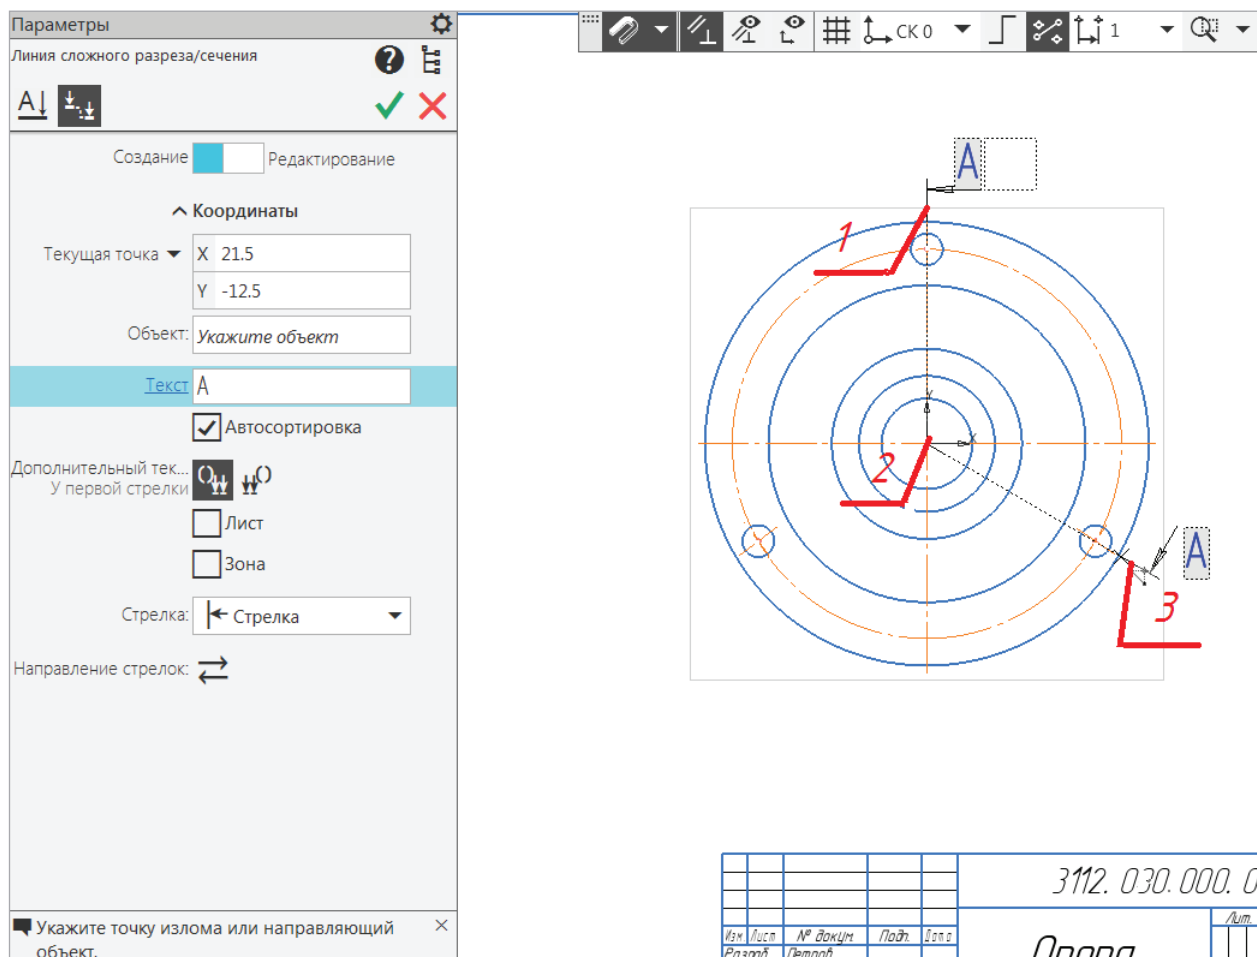 Параметры
Линия сложного разреза/сечения
А
Создание Редактирование
Координаты
Текущая точка X 21.5
Y -12.5
Объект: Укажите объект
Текст А
Автосортировка
Дополнительный тек...
У первой стрелки
Лист
Зона
Стрелка: Стрелка
Направление стрелок:
Укажите точку излома или направляющий
объект.
СК 0
1
А
1
Y
X
2
А
3
3112. 030. 000. 0
Лит.
Изм Лист № докум. Подп. Дата
Разраб. Петров
Опора